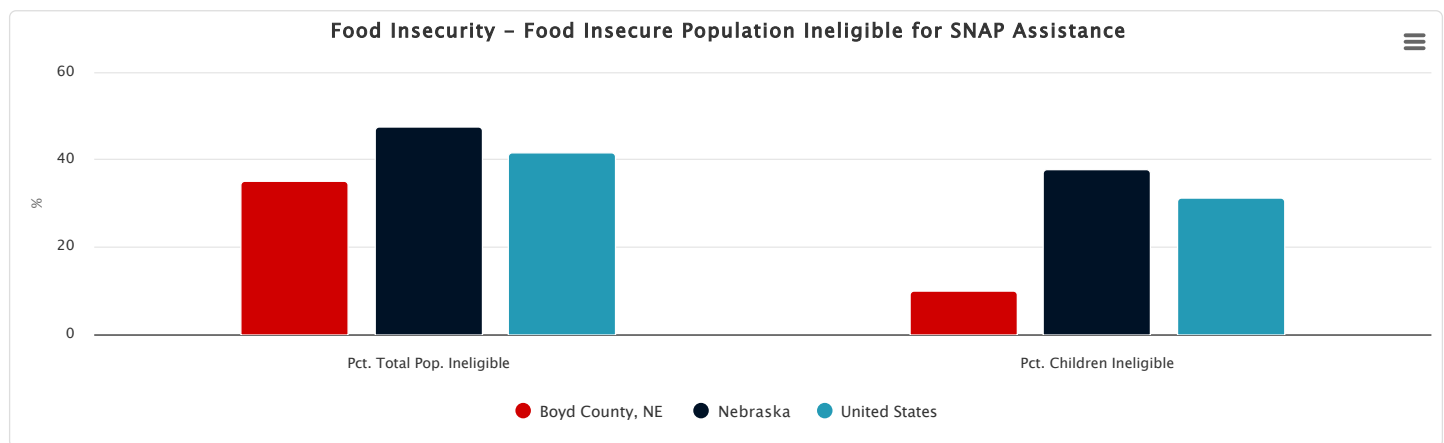 Food Insecurity - Food Insecure Population Ineligible for SNAP Assistance
60
40
20
0
%
Pct. Total Pop. Ineligible
Pct. Children Ineligible
Boyd County, NE
Nebraska
United States